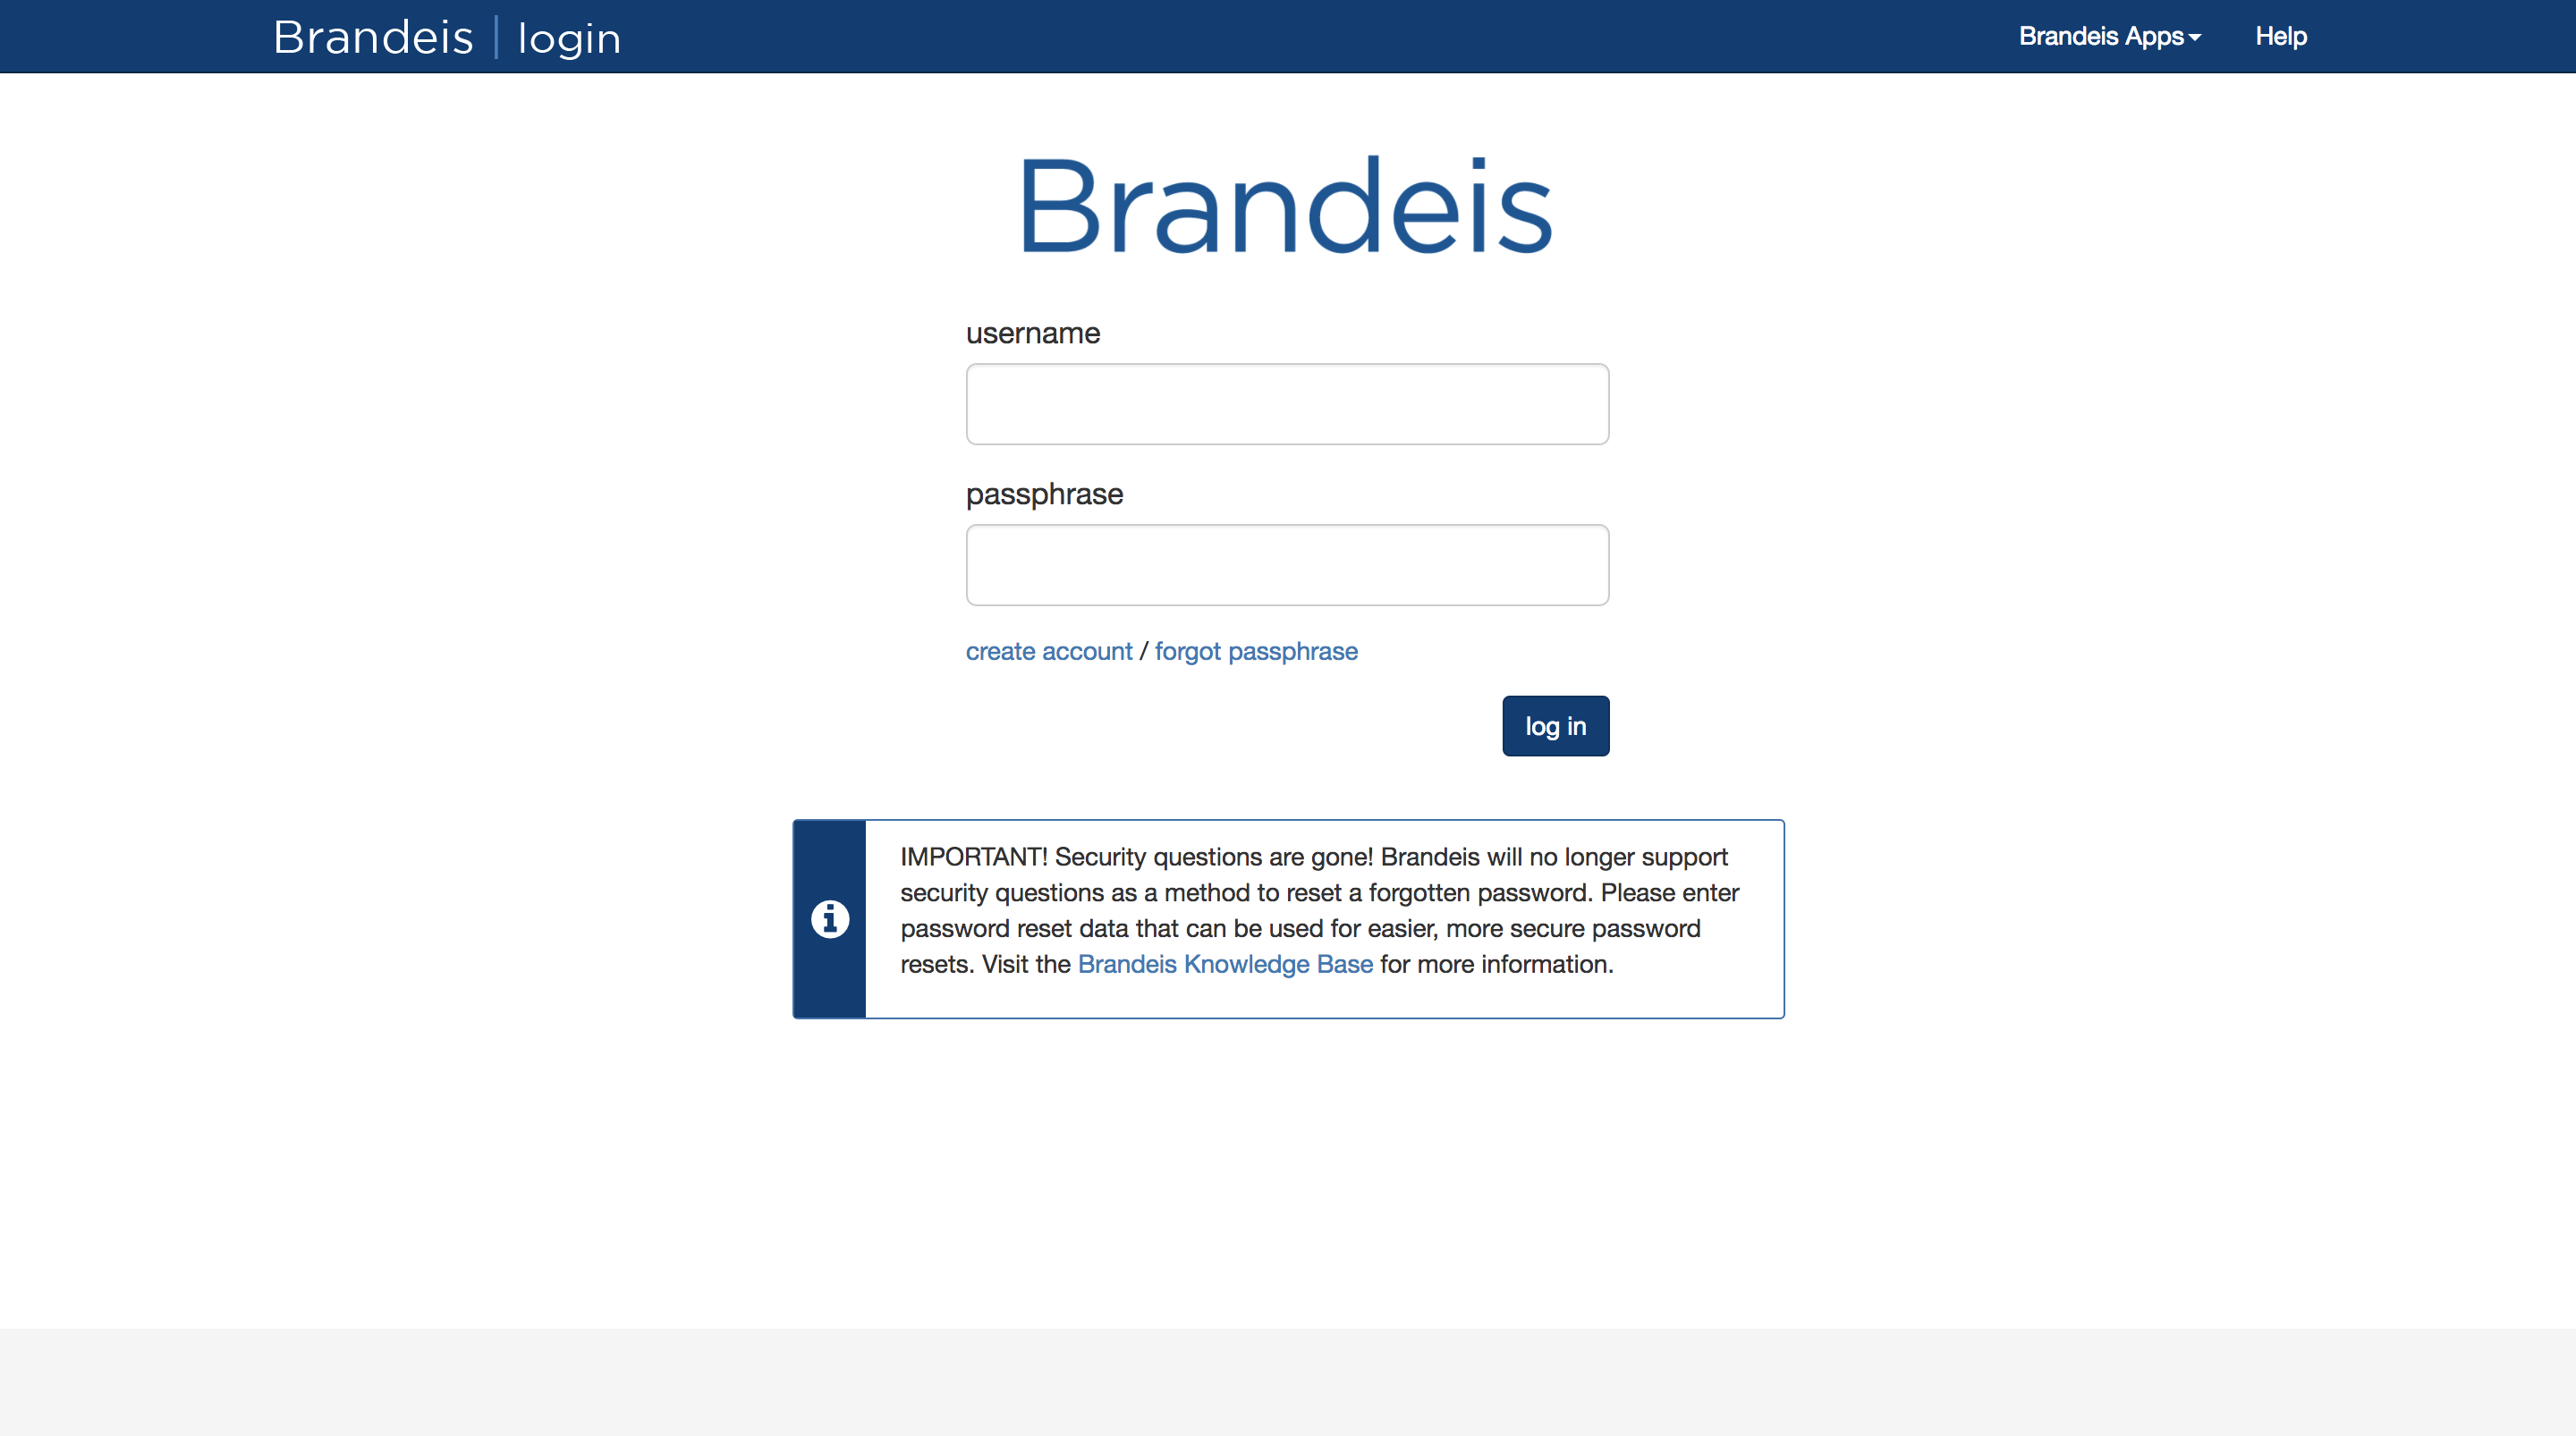 Brandeis | login
Brandeis Apps
Help
Brandeis
username
passphrase
create account / forgot passphrase
log in
IMPORTANT! Security questions are gone! Brandeis will no longer support
security questions as a method to reset a forgotten password. Please enter
password reset data that can be used for easier, more secure password
resets. Visit the Brandeis Knowledge Base for more information.